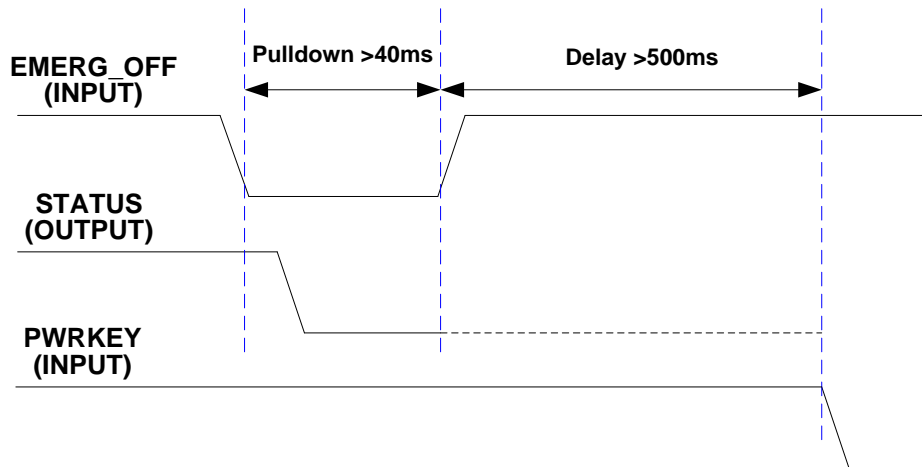 Pulldown >40ms
Delay >500ms
EMERG_OFF
(INPUT)
STATUS
(OUTPUT)
PWRKEY
(INPUT)